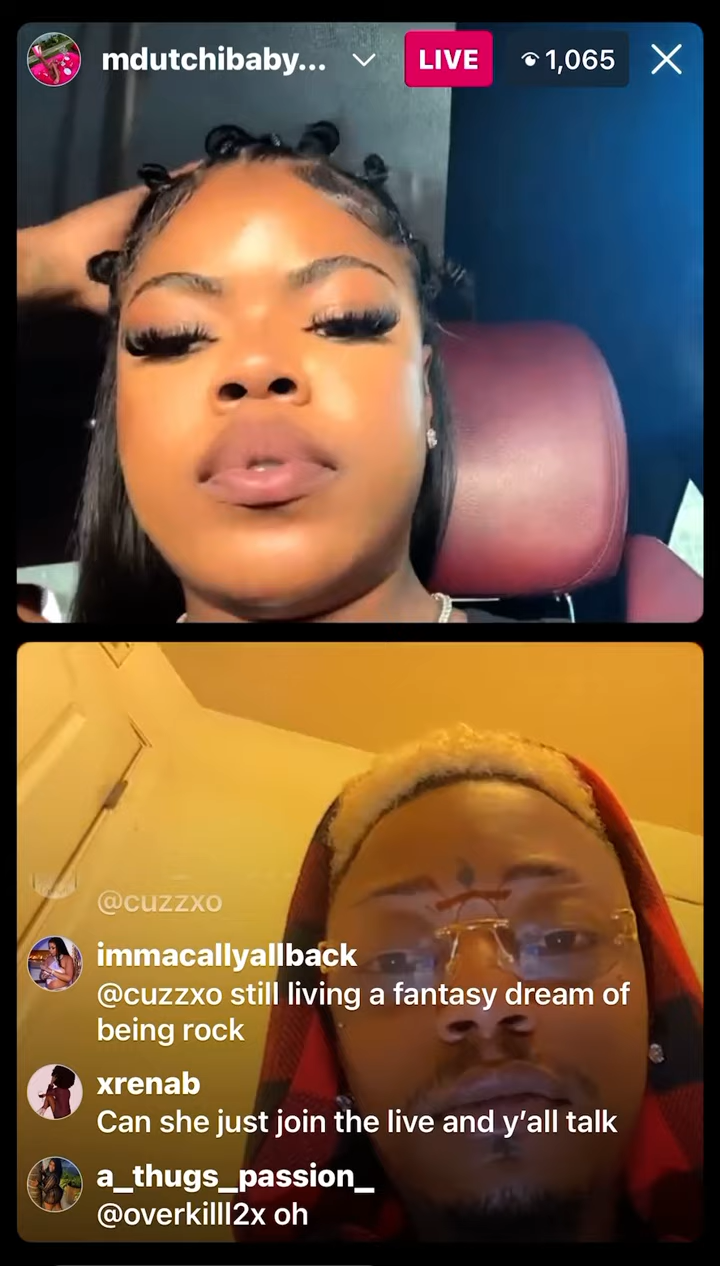 mdutchibaby...
LIVE
1,065
@cuzzxo
immacallyallback
@cuzzxo still living a fantasy dream of
being rock
xrenab
Can she just join the live and y’all talk
a_thugs_passion_
@overkilll2x oh